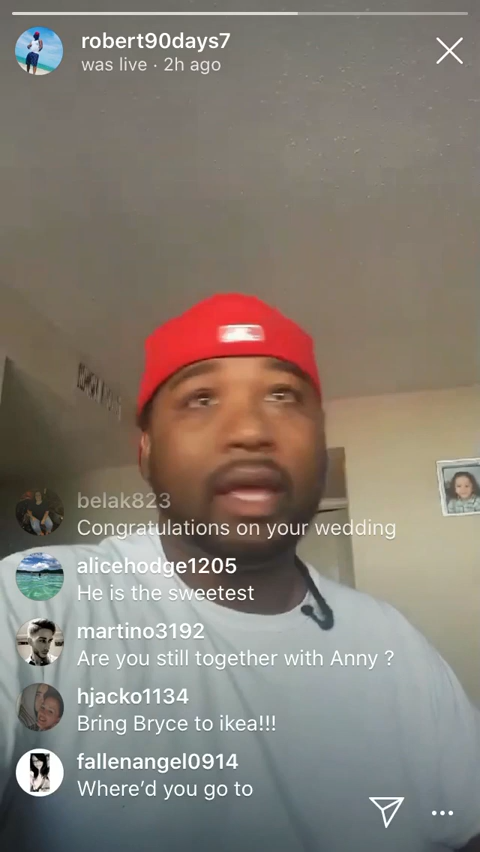 robert90days7
was live · 2h ago
belak823
Congratulations on your wedding
alicehodge1205
He is the sweetest
martino3192
Are you still together with Anny ?
hjacko1134
Bring Bryce to ikea!!!
fallenangel0914
Where'd you go to